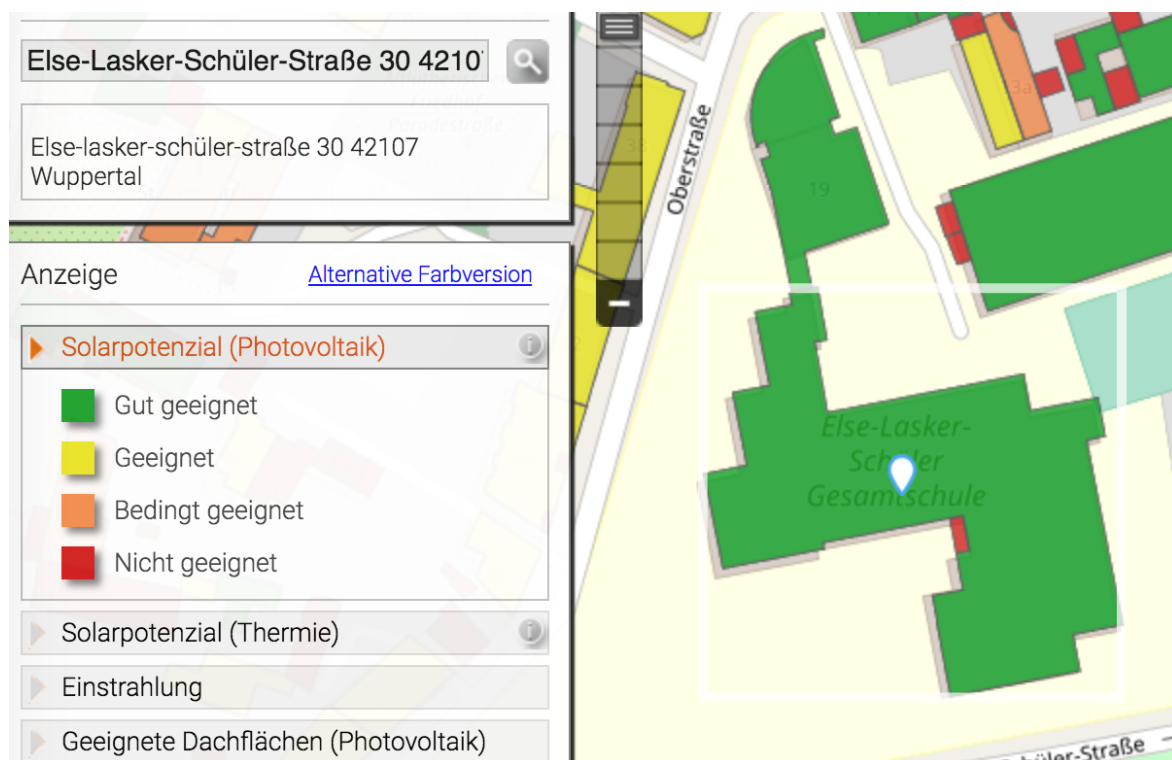 Else-Lasker-Schüler-Straße 30 4210
Else-lasker-schüler-straße 30 42107
Wuppertal
Anzeige
Alternative Farbversion
Solarpotenzial (Photovoltaik)
Gut geeignet
Geeignet
Bedingt geeignet
Nicht geeignet
Solarpotenzial (Thermie)
Einstrahlung
Geeignete Dachflächen (Photovoltaik)
Oberstraße
19
13a
Else-Lasker-
Schüler
Gesamtschule
hüler-Straße